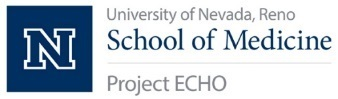 N
University of Nevada, Reno
School of Medicine
Project ECHO